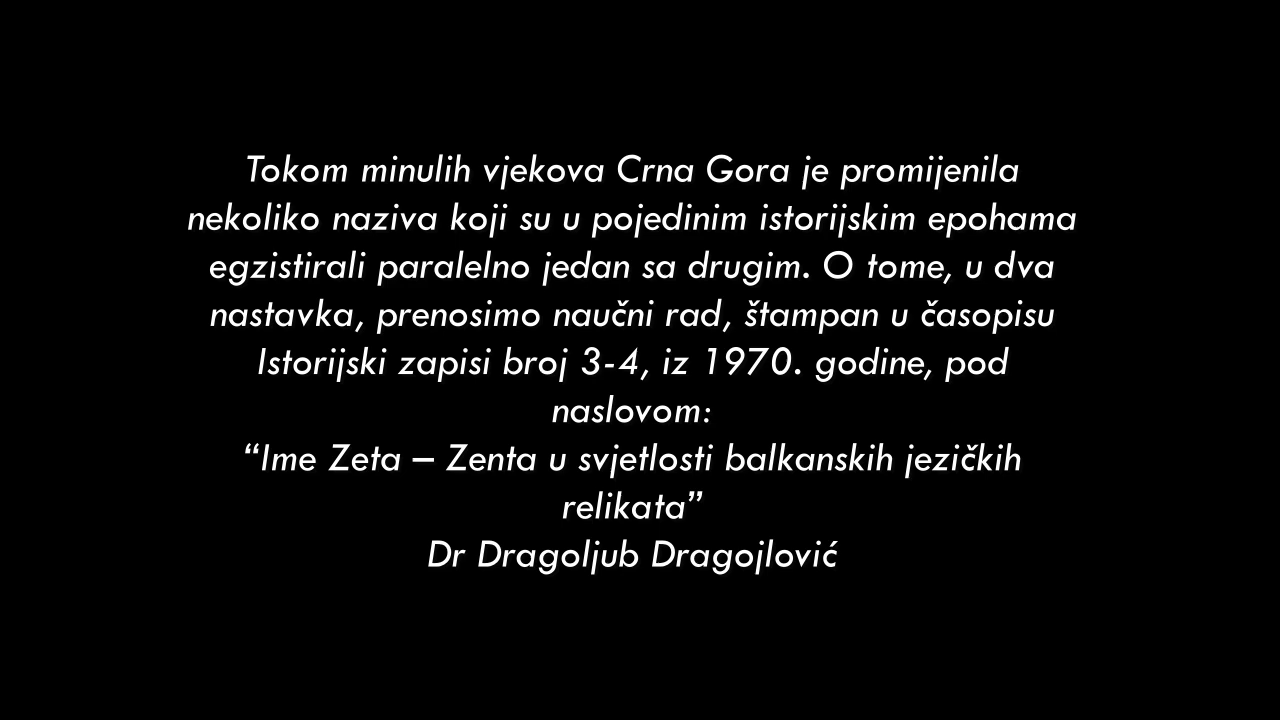 Tokom minulih vjekova Crna Gora je promijenila
nekoliko naziva koji su u pojedinim istorijskim epohama
egzistirali paralelno jedan sa drugim. O tome, u dva
nastavka, prenosimo naučni rad, štampan u časopisu
Istorijski zapisi broj 3-4, iz 1970. godine, pod
naslovom:
“Ime Zeta – Zenta u svjetlosti balkanskih jezičkih
relikata”
Dr Dragoljub Dragojlović